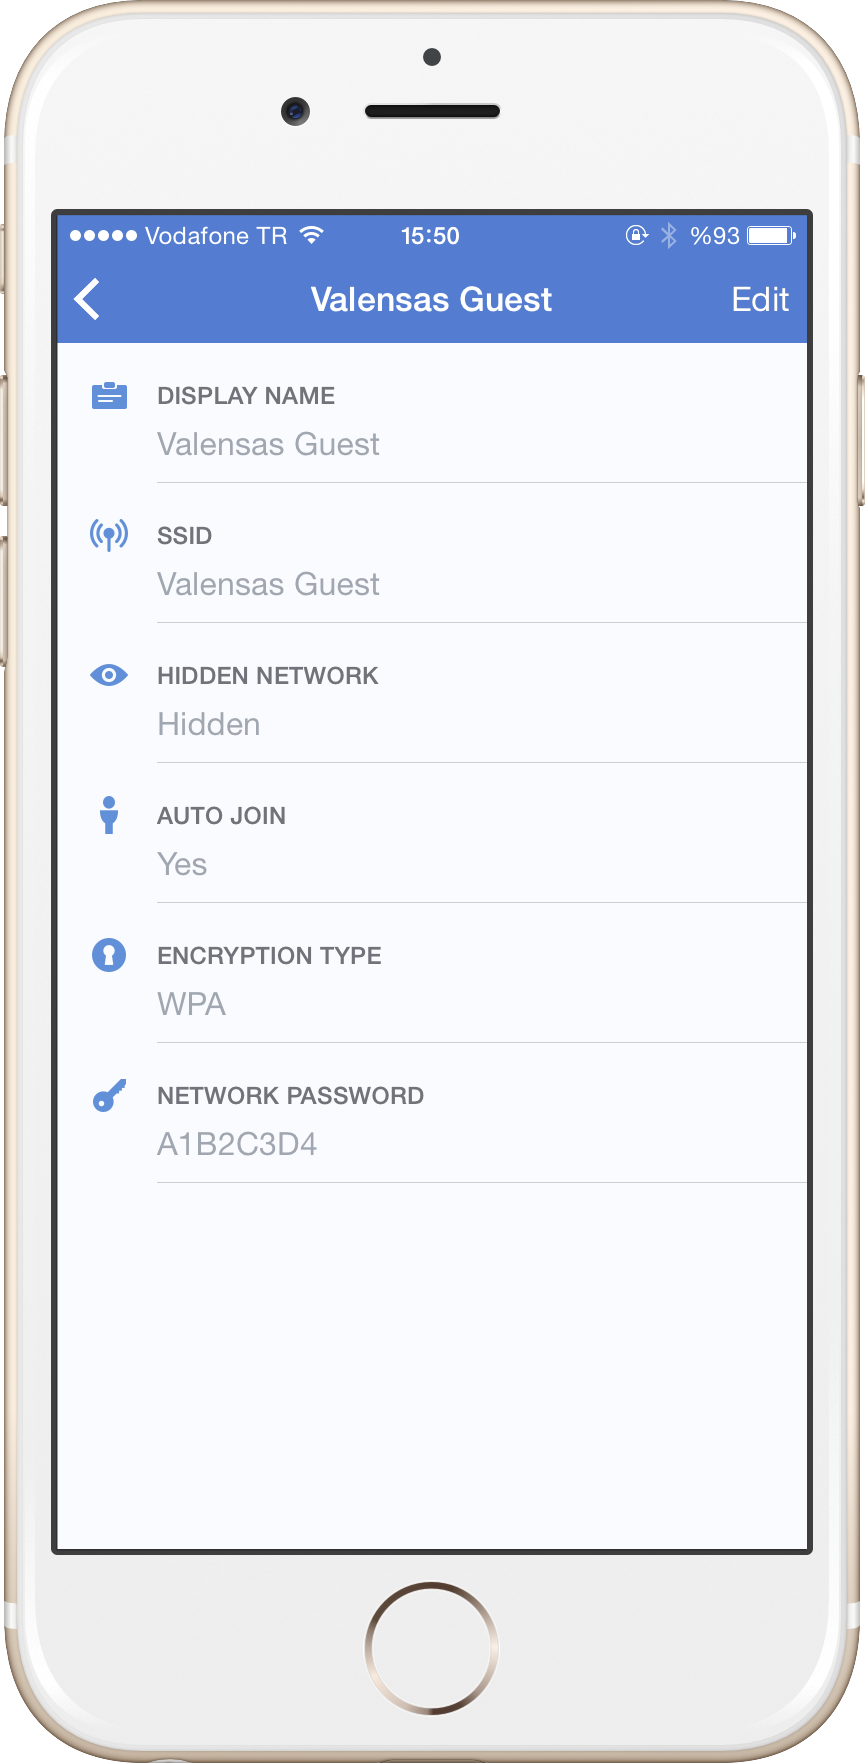 Vodafone TR 15:50 %93
Valensas Guest Edit
DISPLAY NAME
Valensas Guest
SSID
Valensas Guest
HIDDEN NETWORK
Hidden
AUTO JOIN
Yes
ENCRYPTION TYPE
WPA
NETWORK PASSWORD
A1B2C3D4